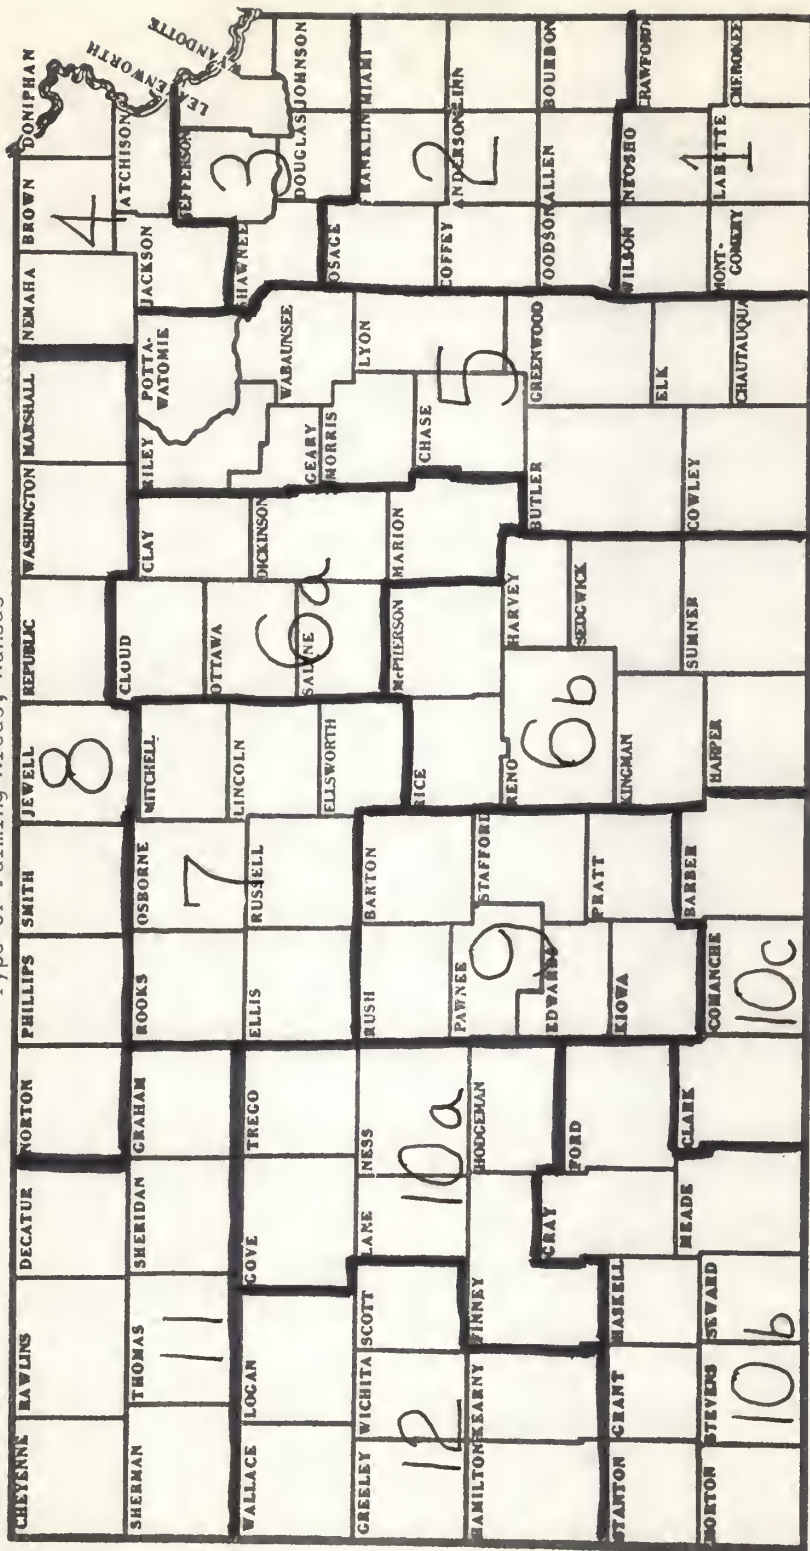 Type of Farming Areas, Kansas
CHEYENNE
RAWLINS
DECATUR
NORTON
PHILLIPS
SMITH
JEWELL
8
REPUBLIC
WASHINGTON
MARSHALL
NEMAHA
BROWN
4
DONIPHAN
SHERMAN
THOMAS
11
SHERIDAN
GRAHAM
ROOKS
OSBORNE
7
MITCHELL
CLOUD
CLAY
RILEY
POTTA-
WATOMIE
JACKSON
ATCHISON
JEFFERSON
LEAVENWORTH
WYANDOTTE
WALLACE
LOGAN
GOVE
TREGO
ELLIS
RUSSELL
LINCOLN
OTTAWA
6a
SALINE
DICKINSON
GEARY
WABAUNSEE
SHAWNEE
3
DOUGLAS
JOHNSON
GREELEY
WICHITA
12
SCOTT
LANE
10a
NESS
RUSH
BARTON
ELLSWORTH
RICE
McPHERSON
MARION
MORRIS
CHASE
5
LYON
OSAGE
FRANKLIN
MIAMI
HAMILTON
KEARNY
FINNEY
HODGEMAN
PAWNEE
9
EDWARDS
STAFFORD
RENO
6b
HARVEY
SEDGWICK
BUTLER
GREENWOOD
COFFEY
ANDERSON
2
LINN
STANTON
GRANT
HASKELL
GRAY
FORD
KIOWA
PRATT
KINGMAN
WOODSON
ALLEN
BOURBON
MORTON
STEVENS
10b
SEWARD
MEADE
CLARK
COMANCHE
10c
BARBER
HARPER
SUMNER
COWLEY
ELK
CHAUTAUQUA
WILSON
NEOSHO
CRAWFORD
MONT-
GOMERY
1
LABETTE
CHEROKEE